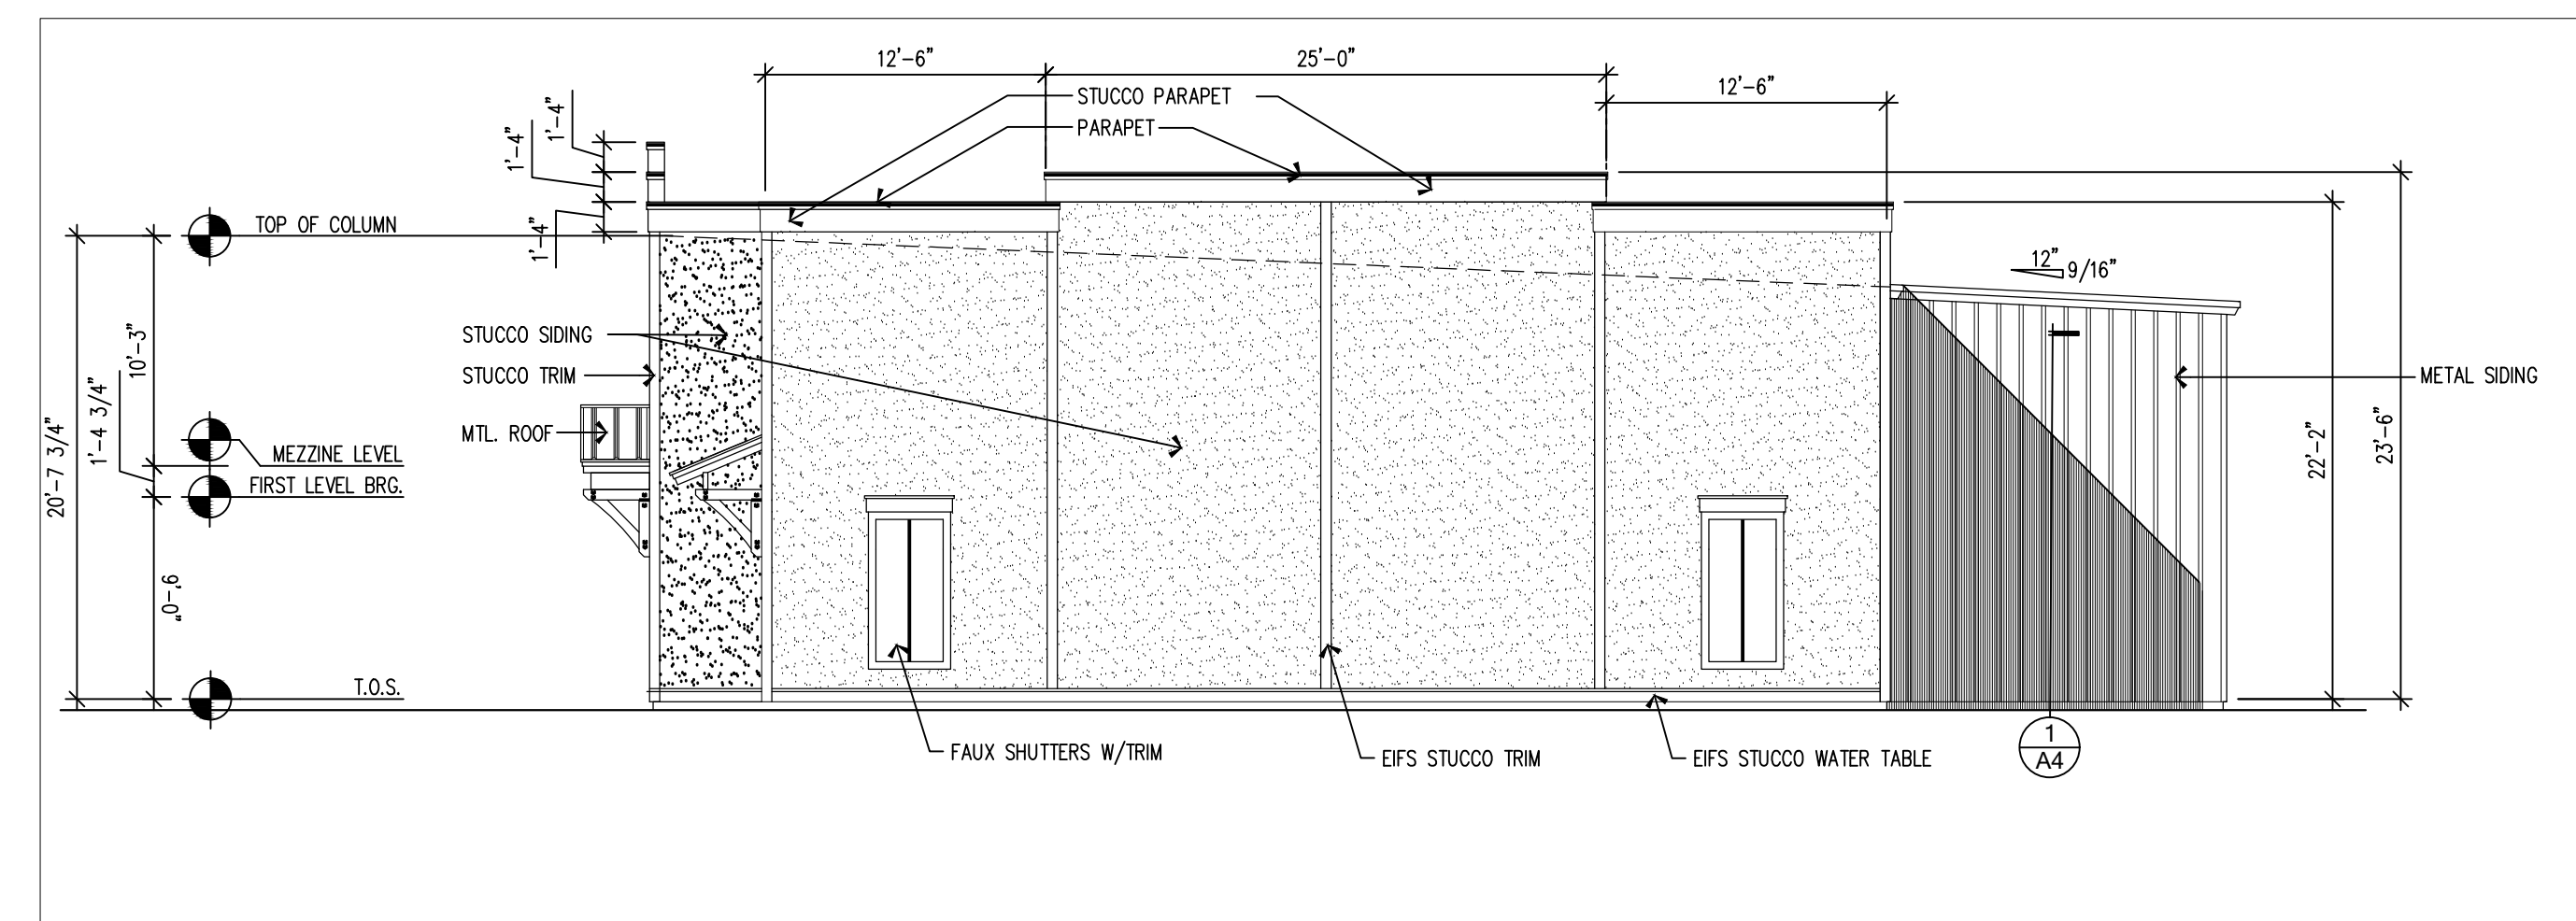 12'-6"
25'-0"
12'-6"
STUCCO PARAPET
PARAPET
1'-4"
1'-4"
1'-4"
TOP OF COLUMN
12"
9/16"
STUCCO SIDING
STUCCO TRIM
MTL. ROOF
METAL SIDING
10'-3"
1'-4 3/4"
20'-7 3/4"
MEZZINE LEVEL
FIRST LEVEL BRG.
9'-0"
T.O.S.
22'-2"
23'-6"
FAUX SHUTTERS W/TRIM
EIFS STUCCO TRIM
EIFS STUCCO WATER TABLE
1
A4